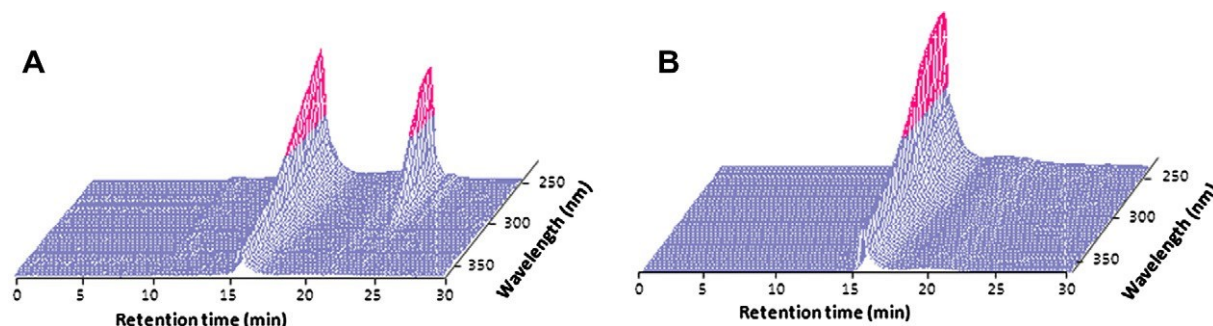 A
250
300
350
Wavelength (nm)
0 5 10 15 20 25 30
Retention time (min)
B
250
300
350
Wavelength (nm)
0 5 10 15 20 25 30
Retention time (min)